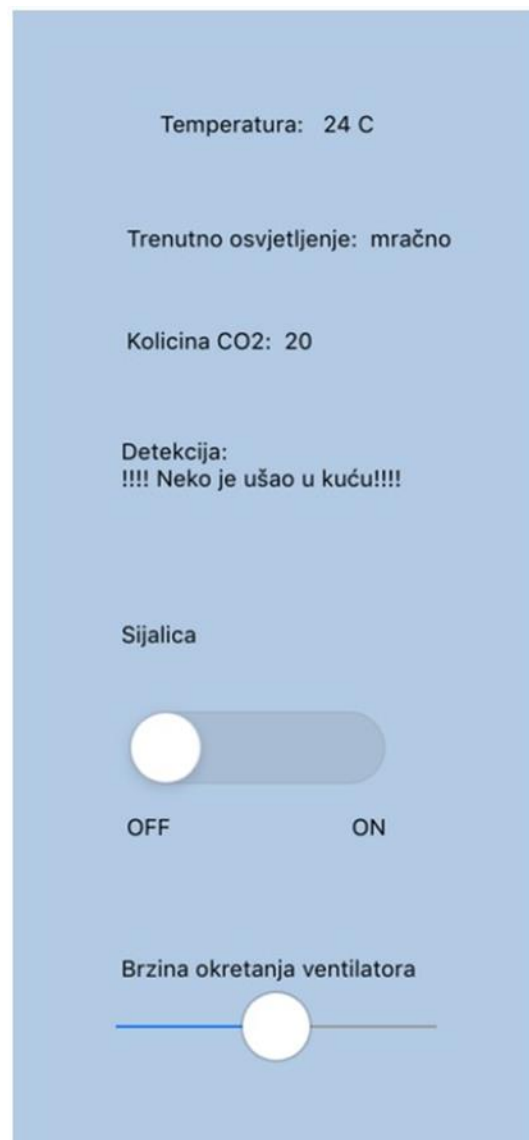 Temperatura: 24 C
Trenutno osvjetljenje: mračno
Kolicina CO2: 20
Detekcija:
!!!! Neko je ušao u kuću!!!!
Sijalica
OFF ON
Brzina okretanja ventilatora